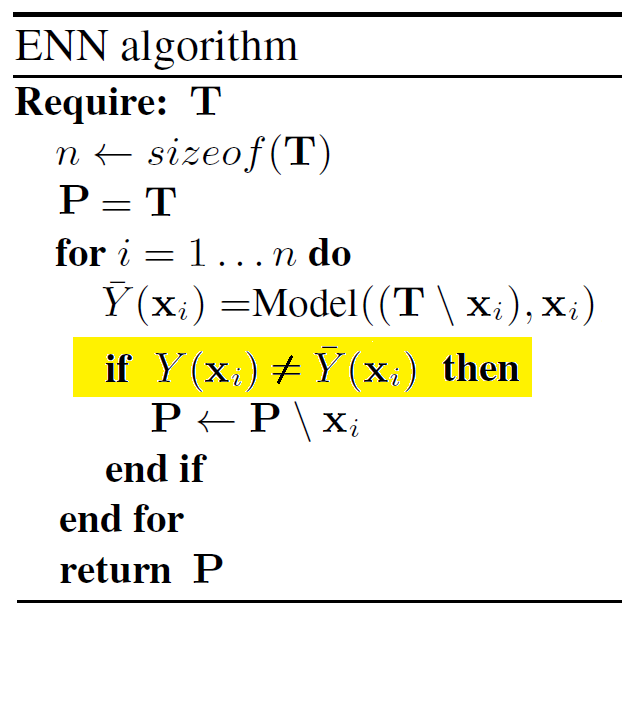 ENN algorithm
Require: T
n ← sizeof(T)
P = T
for i = 1 . . . n do
Ȳ(xᵢ) =Model((T \ xᵢ), xᵢ)
if Y(xᵢ) ≠ Ȳ(xᵢ) then
P ← P \ xᵢ
end if
end for
return P